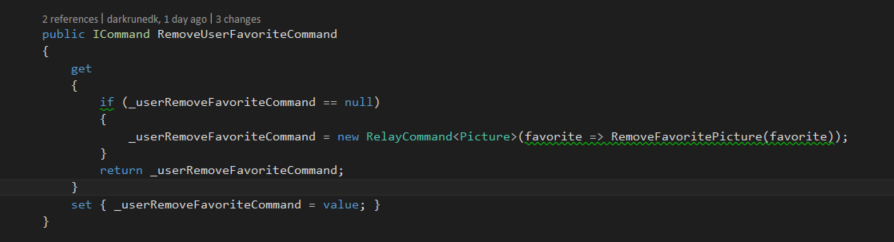 2 references | darkrunedk, 1 day ago | 3 changes
public ICommand RemoveUserFavoriteCommand
{
    get
    {
        if (_userRemoveFavoriteCommand == null)
        {
            _userRemoveFavoriteCommand = new RelayCommand<Picture>(favorite => RemoveFavoritePicture(favorite));
        }
        return _userRemoveFavoriteCommand;
    }
    set { _userRemoveFavoriteCommand = value; }
}